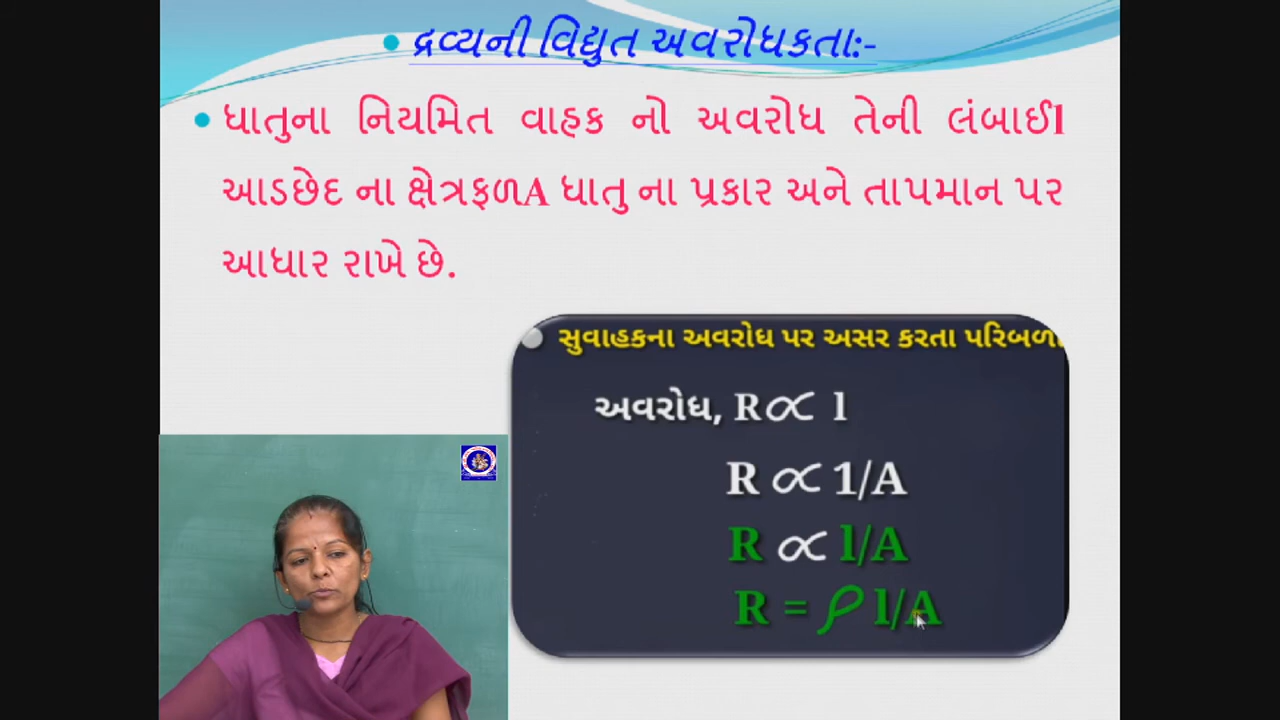 દ્રવ્યની વિદ્યુત અવરોધકતા:-
ધાતુના નિયમિત વાહક નો અવરોધ તેની લંબાઈl
આડછેદ ના ક્ષેત્રફળA ધાતુ ના પ્રકાર અને તાપમાન પર
આધાર રાખે છે.
સુવાહકના અવરોધ પર અસર કરતા પરિબળ
અવરોધ, R ∝ l
R ∝ 1/A
R ∝ l/A
R = ρ l/A